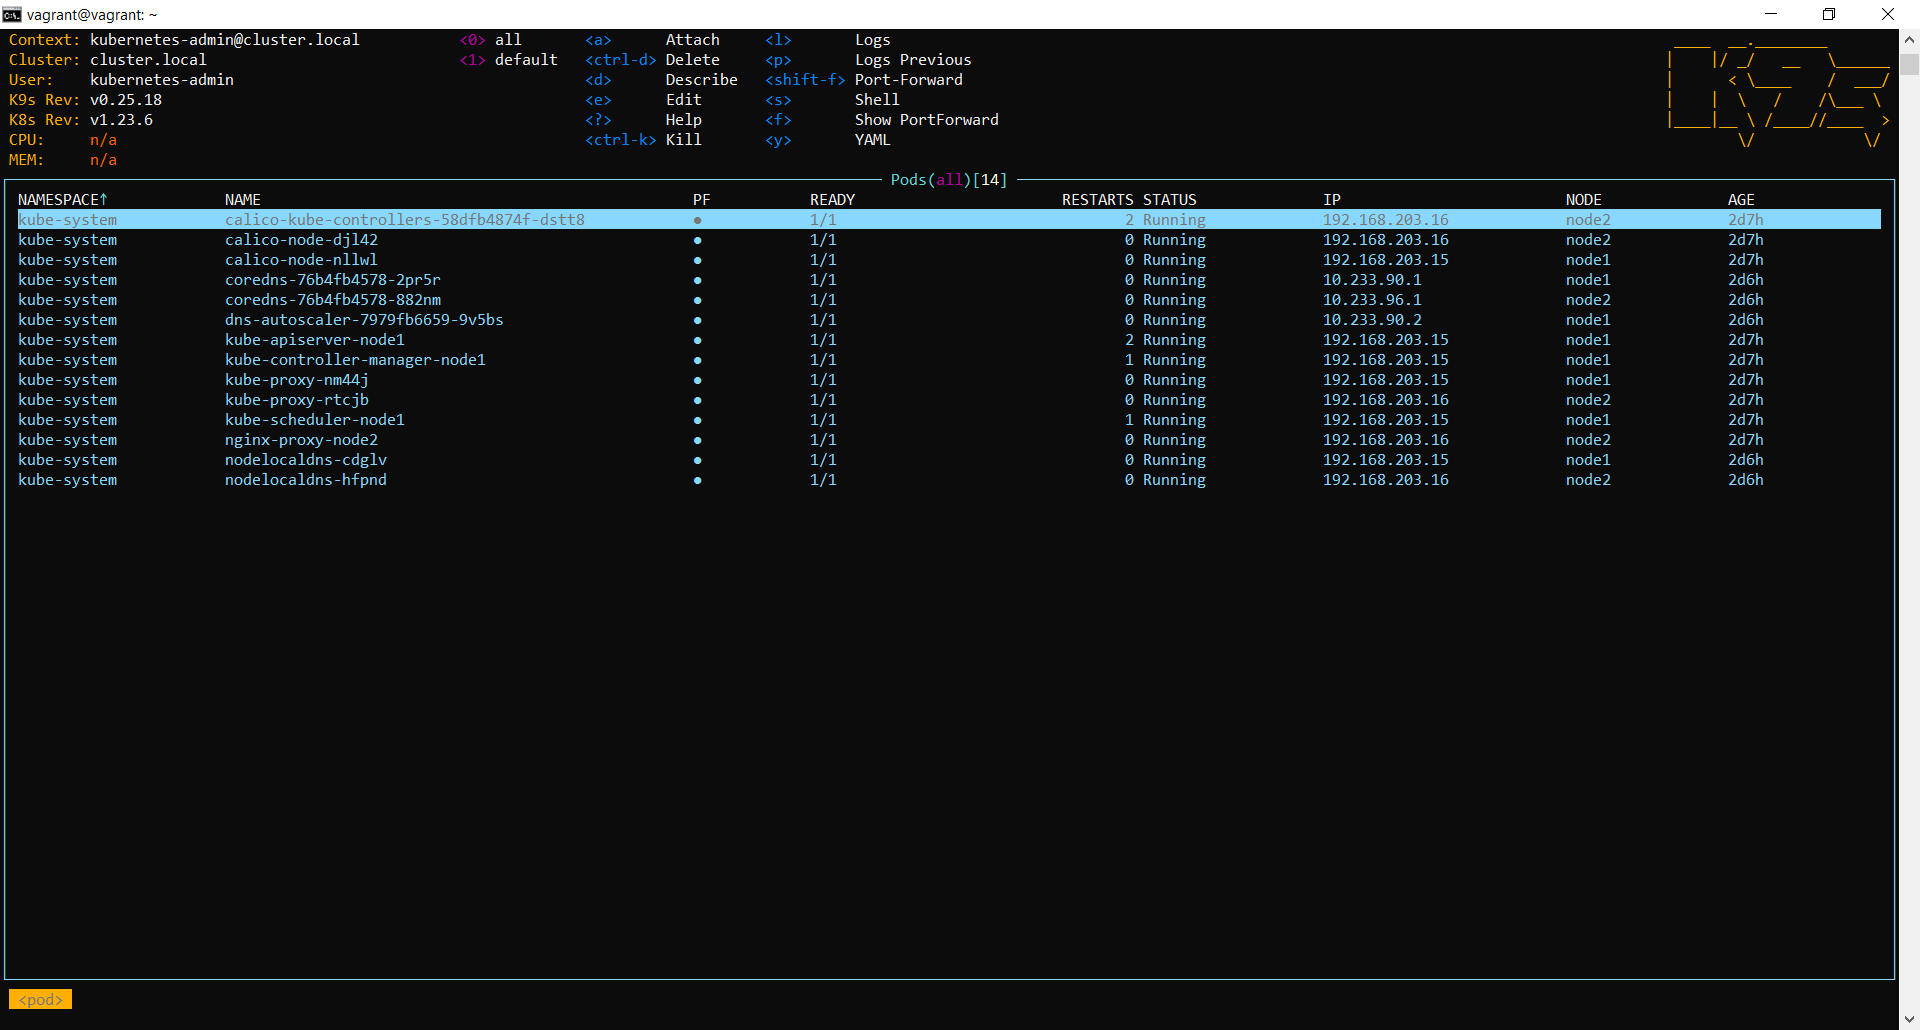 vagrant@vagrant: ~
Context: kubernetes-admin@cluster.local <0> all <a> Attach <l> Logs
Cluster: cluster.local <1> default <ctrl-d> Delete <p> Logs Previous
User: kubernetes-admin <d> Describe <shift-f> Port-Forward
K9s Rev: v0.25.18 <e> Edit <s> Shell
K8s Rev: v1.23.6 <?> Help <f> Show PortForward
CPU: n/a <ctrl-k> Kill <y> YAML
MEM: n/a
Pods(all)[14]
NAMESPACE↑ NAME PF READY RESTARTS STATUS IP NODE AGE
kube-system calico-kube-controllers-58dfb4874f-dstt8 ● 1/1 2 Running 192.168.203.16 node2 2d7h
kube-system calico-node-djl42 ● 1/1 0 Running 192.168.203.16 node2 2d7h
kube-system calico-node-nllwl ● 1/1 0 Running 192.168.203.15 node1 2d7h
kube-system coredns-76b4fb4578-2pr5r ● 1/1 0 Running 10.233.90.1 node1 2d6h
kube-system coredns-76b4fb4578-882nm ● 1/1 0 Running 10.233.96.1 node2 2d6h
kube-system dns-autoscaler-7979fb6659-9v5bs ● 1/1 0 Running 10.233.90.2 node1 2d6h
kube-system kube-apiserver-node1 ● 1/1 2 Running 192.168.203.15 node1 2d7h
kube-system kube-controller-manager-node1 ● 1/1 1 Running 192.168.203.15 node1 2d7h
kube-system kube-proxy-nm44j ● 1/1 0 Running 192.168.203.15 node1 2d7h
kube-system kube-proxy-rtcjb ● 1/1 0 Running 192.168.203.16 node2 2d7h
kube-system kube-scheduler-node1 ● 1/1 1 Running 192.168.203.15 node1 2d7h
kube-system nginx-proxy-node2 ● 1/1 0 Running 192.168.203.16 node2 2d7h
kube-system nodelocaldns-cdglv ● 1/1 0 Running 192.168.203.15 node1 2d6h
kube-system nodelocaldns-hfpnd ● 1/1 0 Running 192.168.203.16 node2 2d6h
<pod>